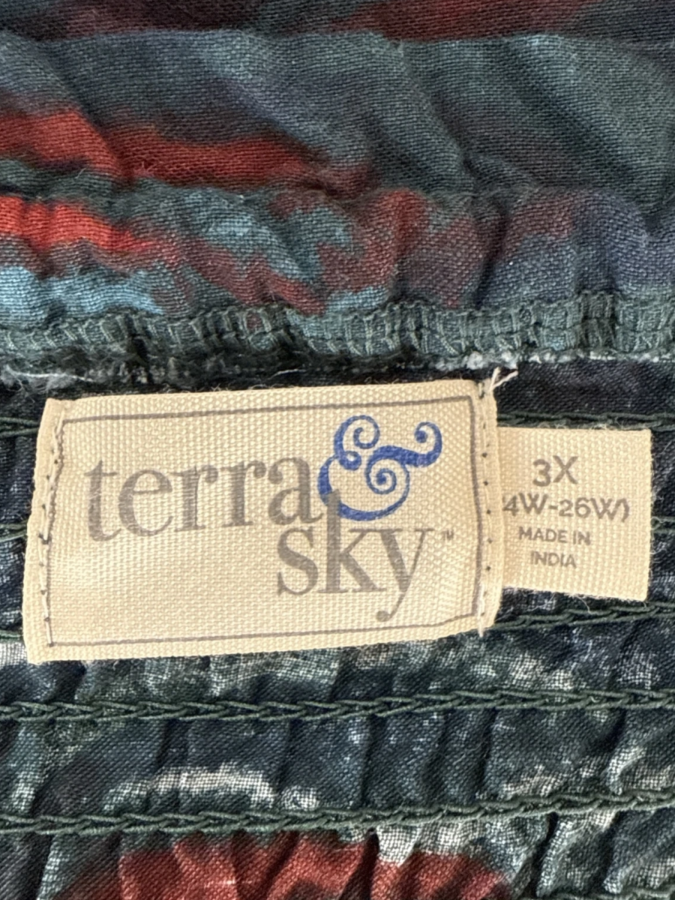 terra &
sky™
3X
4W-26W)
MADE IN
INDIA